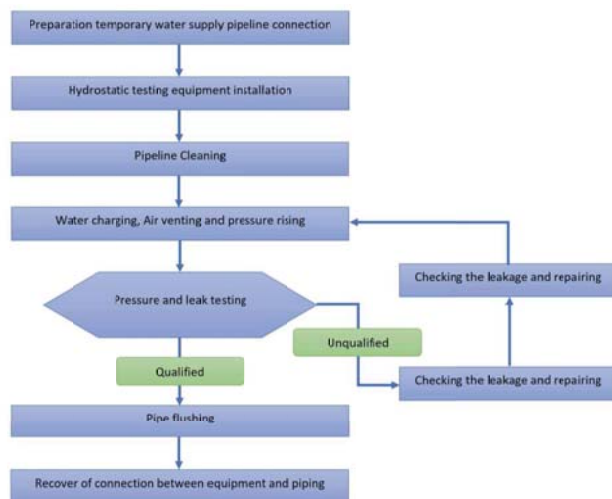 Preparation temporary water supply pipeline connection
Hydrostatic testing equipment installation
Pipeline Cleaning
Water charging, Air venting and pressure rising
Checking the leakage and repairing
Pressure and leak testing
Unqualified
Qualified
Checking the leakage and repairing
Pipe flushing
Recover of connection between equipment and piping